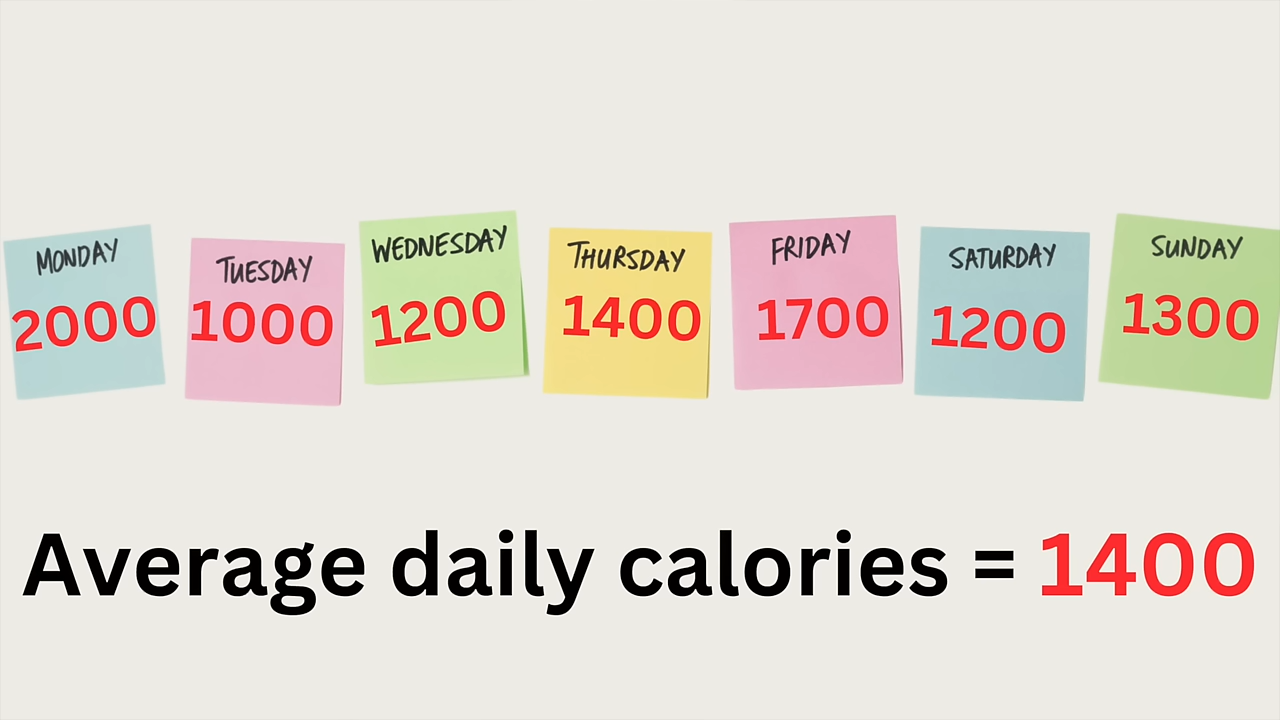 MONDAY TUESDAY WEDNESDAY THURSDAY FRIDAY SATURDAY SUNDAY
2000 1000 1200 1400 1700 1200 1300
Average daily calories = 1400